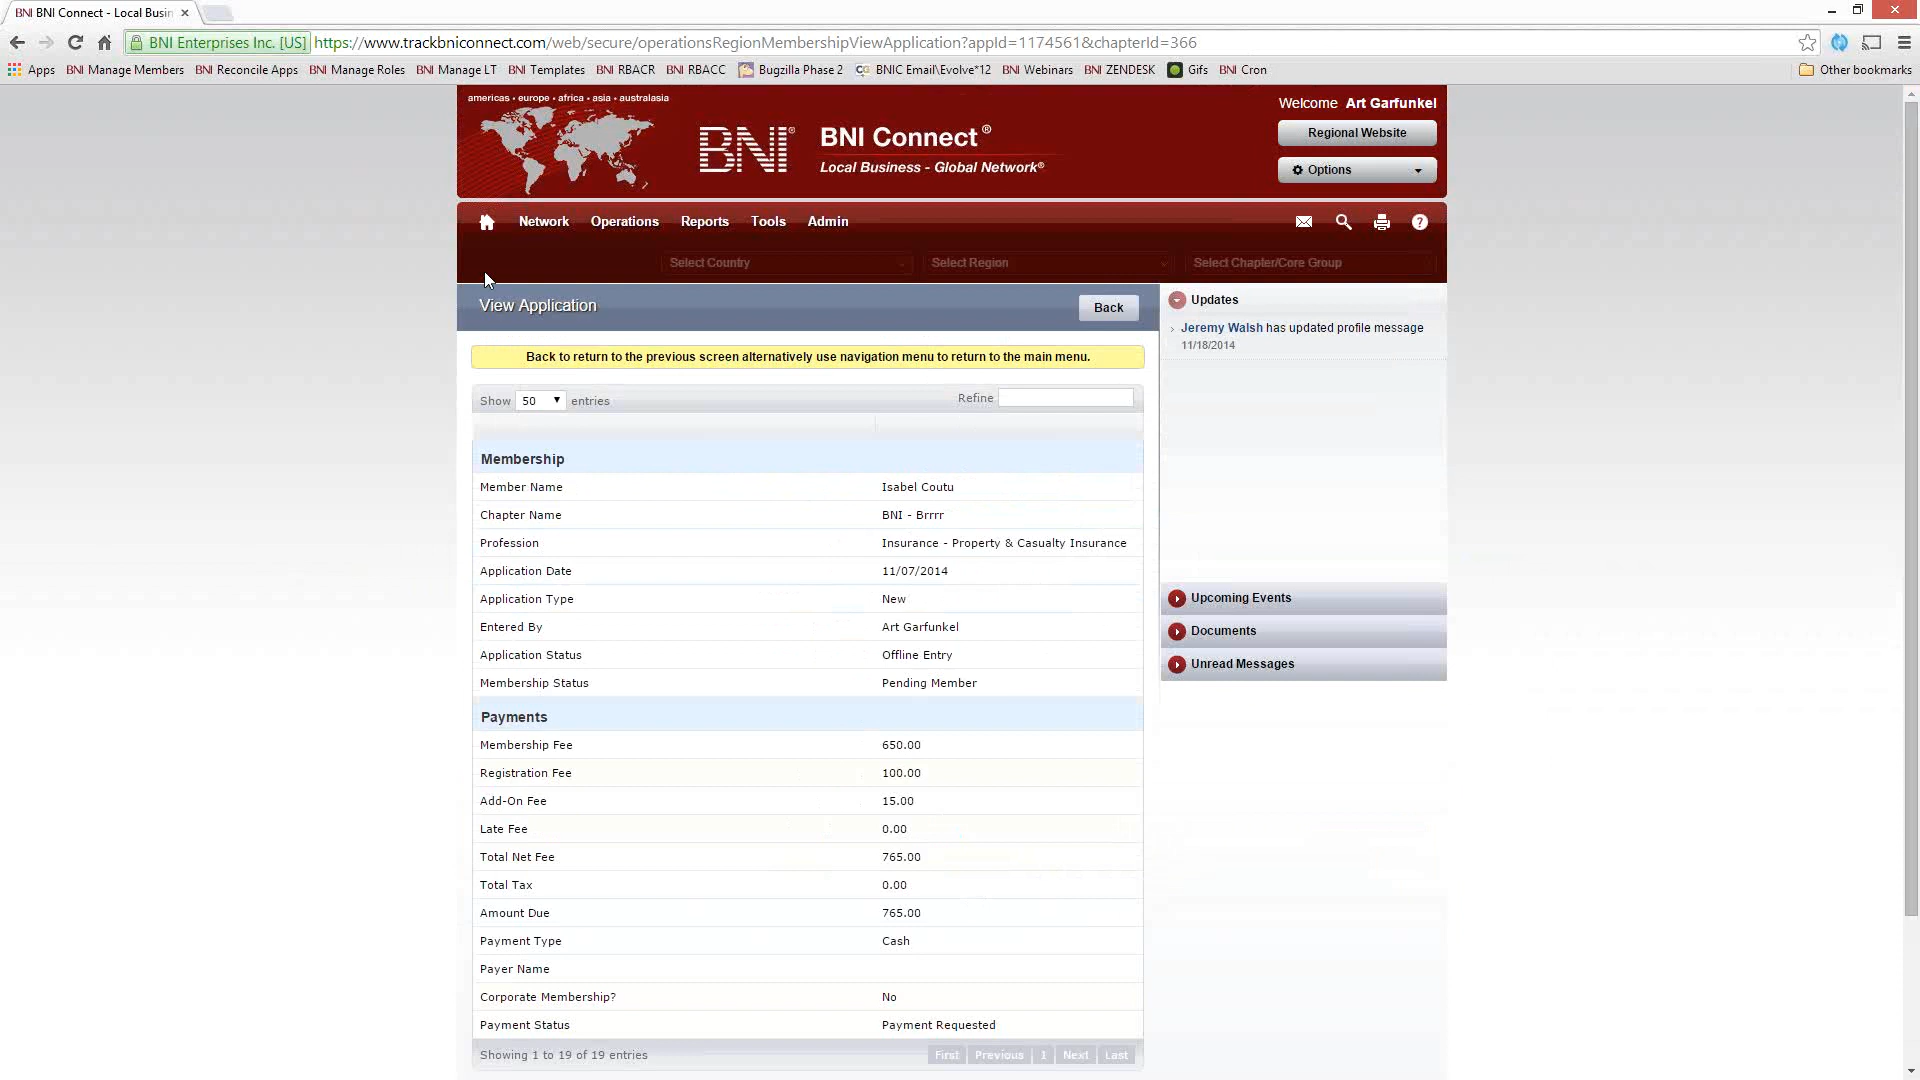 BNI BNI Connect - Local Busin
BNI Enterprises Inc. [US] https://www.trackbniconnect.com/web/secure/operationsRegionMembershipViewApplication?appId=1174561&chapterId=366
Apps BNI Manage Members BNI Reconcile Apps BNI Manage Roles BNI Manage LT BNI Templates BNI RBACR BNI RBACC Bugzilla Phase 2 BNIC Email\Evolve*12 BNI Webinars BNI ZENDESK Gifs BNI Cron Other bookmarks
americas • europe • africa • asia • australasia
Welcome Art Garfunkel
BNI® BNI Connect®
Local Business - Global Network®
Regional Website
Options
Network Operations Reports Tools Admin
Select Country Select Region Select Chapter/Core Group
View Application
Back
Updates
Jeremy Walsh has updated profile message
11/18/2014
Back to return to the previous screen alternatively use navigation menu to return to the main menu.
Show 50 entries
Refine
Membership
Member Name Isabel Coutu
Chapter Name BNI - Brrrr
Profession Insurance - Property & Casualty Insurance
Application Date 11/07/2014
Application Type New
Entered By Art Garfunkel
Application Status Offline Entry
Membership Status Pending Member
Upcoming Events
Documents
Unread Messages
Payments
Membership Fee 650.00
Registration Fee 100.00
Add-On Fee 15.00
Late Fee 0.00
Total Net Fee 765.00
Total Tax 0.00
Amount Due 765.00
Payment Type Cash
Payer Name
Corporate Membership? No
Payment Status Payment Requested
Showing 1 to 19 of 19 entries
First Previous 1 Next Last